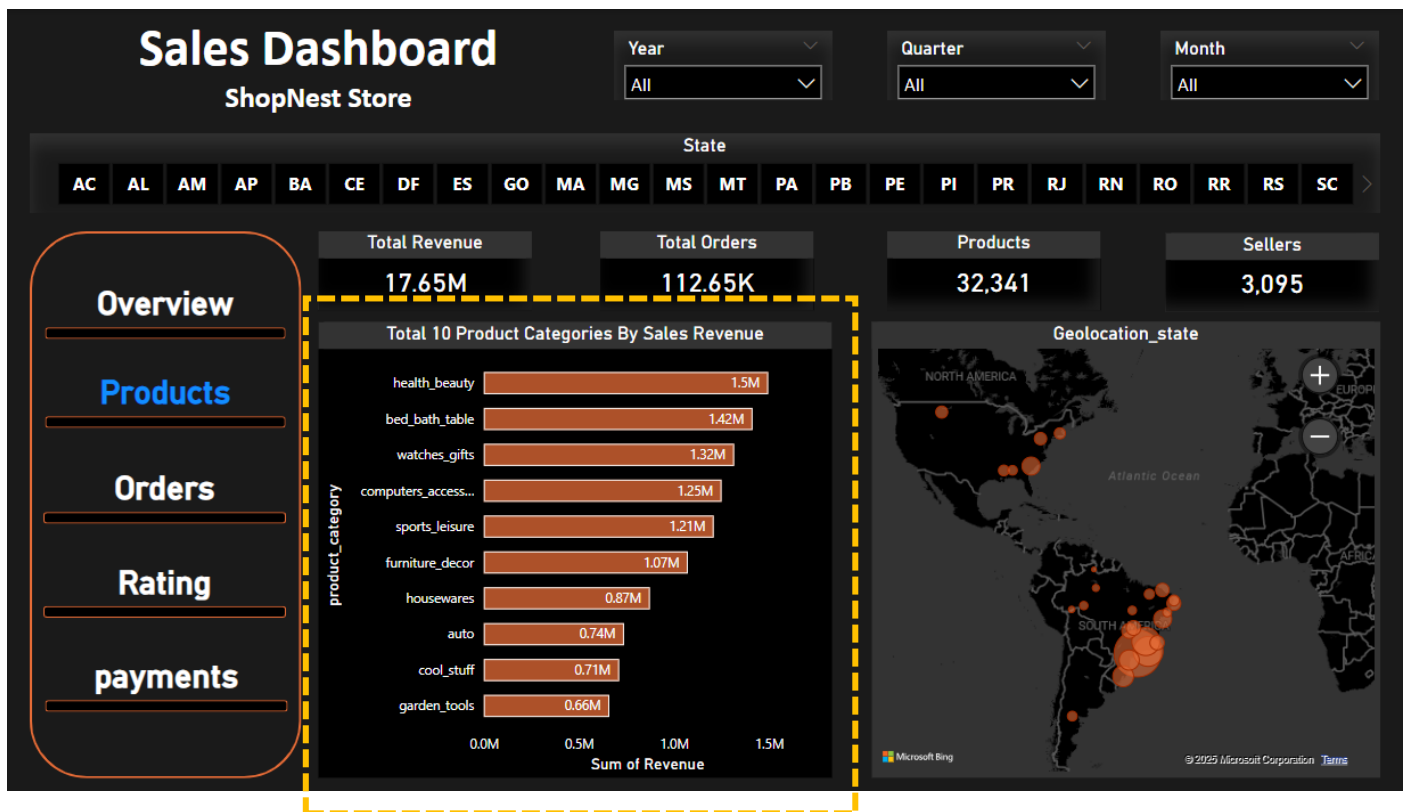 Sales Dashboard
ShopNest Store
Year
All
Quarter
All
Month
All
State
AC AL AM AP BA CE DF ES GO MA MG MS MT PA PB PE PI PR RJ RN RO RR RS SC
Overview
Products
Orders
Rating
payments
Total Revenue
17.65M
Total Orders
112.65K
Products
32,341
Sellers
3,095
Total 10 Product Categories By Sales Revenue
product_category
health_beauty 1.5M
bed_bath_table 1.42M
watches_gifts 1.32M
computers_access... 1.25M
sports_leisure 1.21M
furniture_decor 1.07M
housewares 0.87M
auto 0.74M
cool_stuff 0.71M
garden_tools 0.66M
0.0M 0.5M 1.0M 1.5M
Sum of Revenue
Geolocation_state
NORTH AMERICA
EUROP
Atlantic Ocean
AFRIC
SOUTH AMERICA
Microsoft Bing
© 2025 Microsoft Corporation Terms